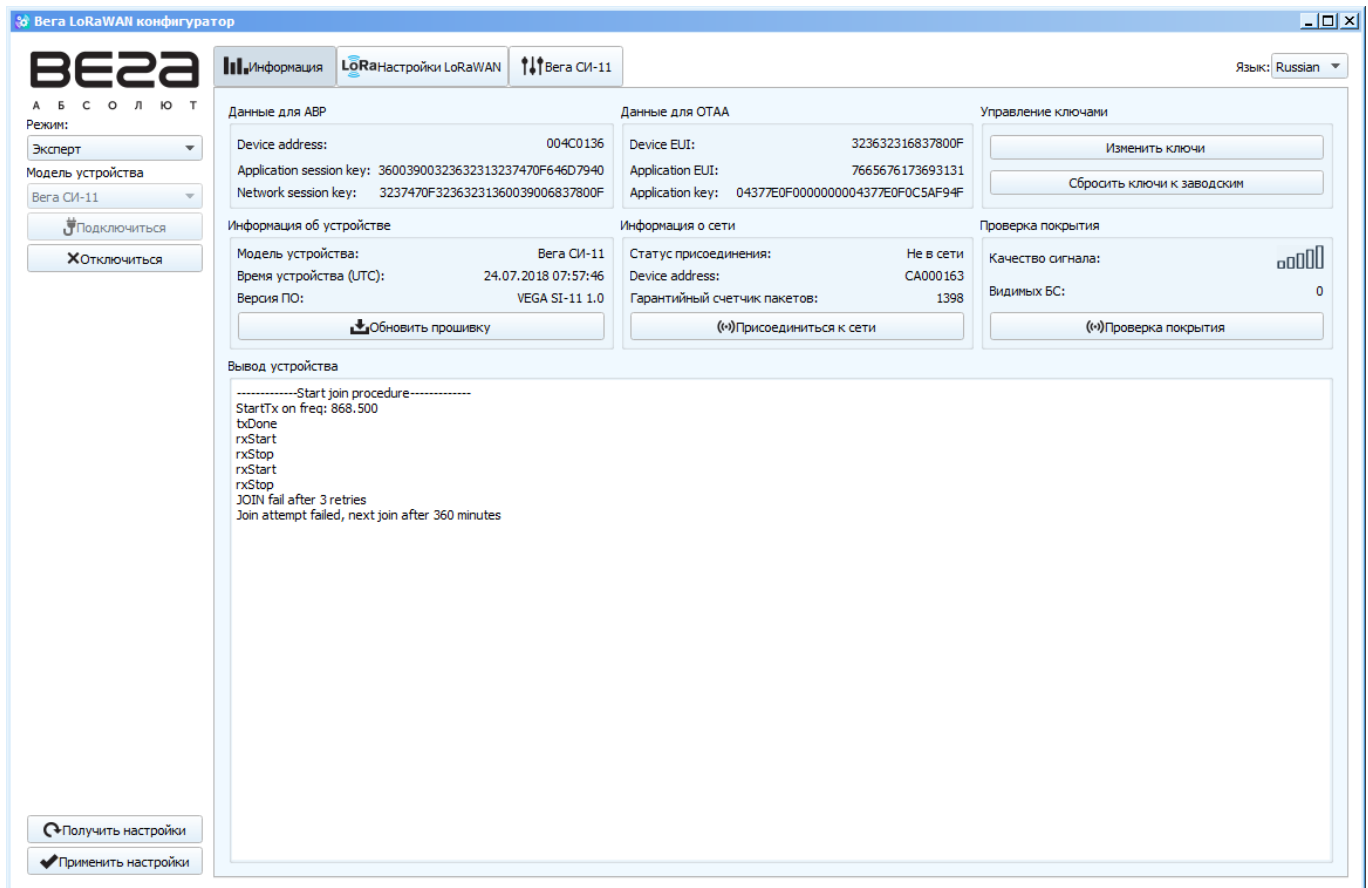 Вега LoRaWAN конфигуратор
ВЕГА
АБСОЛЮТ
Режим:
Эксперт
Модель устройства
Вега СИ-11
Подключиться
Отключиться
Получить настройки
Применить настройки
Информация
LoRa Настройки LoRaWAN
Вега СИ-11
Язык: Russian
Данные для ABP
Device address: 004C0136
Application session key: 36003900323632313237470F646D7940
Network session key: 3237470F32363231360039006837800F
Данные для OTAA
Device EUI: 323632316837800F
Application EUI: 7665676173693131
Application key: 04377E0F0000000004377E0F0C5AF94F
Управление ключами
Изменить ключи
Сбросить ключи к заводским
Информация об устройстве
Модель устройства: Вега СИ-11
Время устройства (UTC): 24.07.2018 07:57:46
Версия ПО: VEGA SI-11 1.0
Обновить прошивку
Информация о сети
Статус присоединения: Не в сети
Device address: CA000163
Гарантийный счетчик пакетов: 1398
Присоединиться к сети
Проверка покрытия
Качество сигнала:
Видимых БС: 0
Проверка покрытия
Вывод устройства
-------------Start join procedure-------------
StartTx on freq: 868.500
txDone
rxStart
rxStop
rxStart
rxStop
JOIN fail after 3 retries
Join attempt failed, next join after 360 minutes